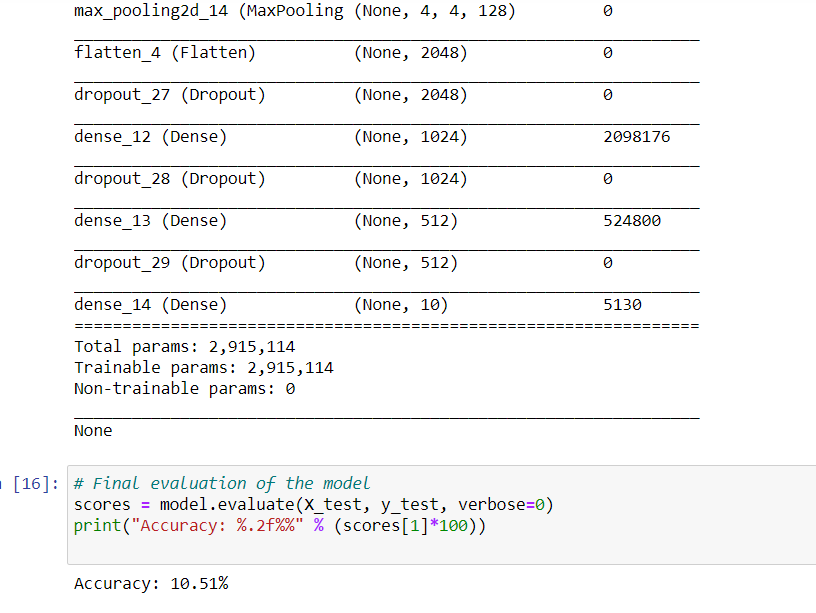 max_pooling2d_14 (MaxPooling (None, 4, 4, 128) 0
_________________________________________________________________
flatten_4 (Flatten) (None, 2048) 0
_________________________________________________________________
dropout_27 (Dropout) (None, 2048) 0
_________________________________________________________________
dense_12 (Dense) (None, 1024) 2098176
_________________________________________________________________
dropout_28 (Dropout) (None, 1024) 0
_________________________________________________________________
dense_13 (Dense) (None, 512) 524800
_________________________________________________________________
dropout_29 (Dropout) (None, 512) 0
_________________________________________________________________
dense_14 (Dense) (None, 10) 5130
=================================================================
Total params: 2,915,114
Trainable params: 2,915,114
Non-trainable params: 0
_________________________________________________________________
None
[16]: # Final evaluation of the model
scores = model.evaluate(X_test, y_test, verbose=0)
print("Accuracy: %.2f%%" % (scores[1]*100))
Accuracy: 10.51%